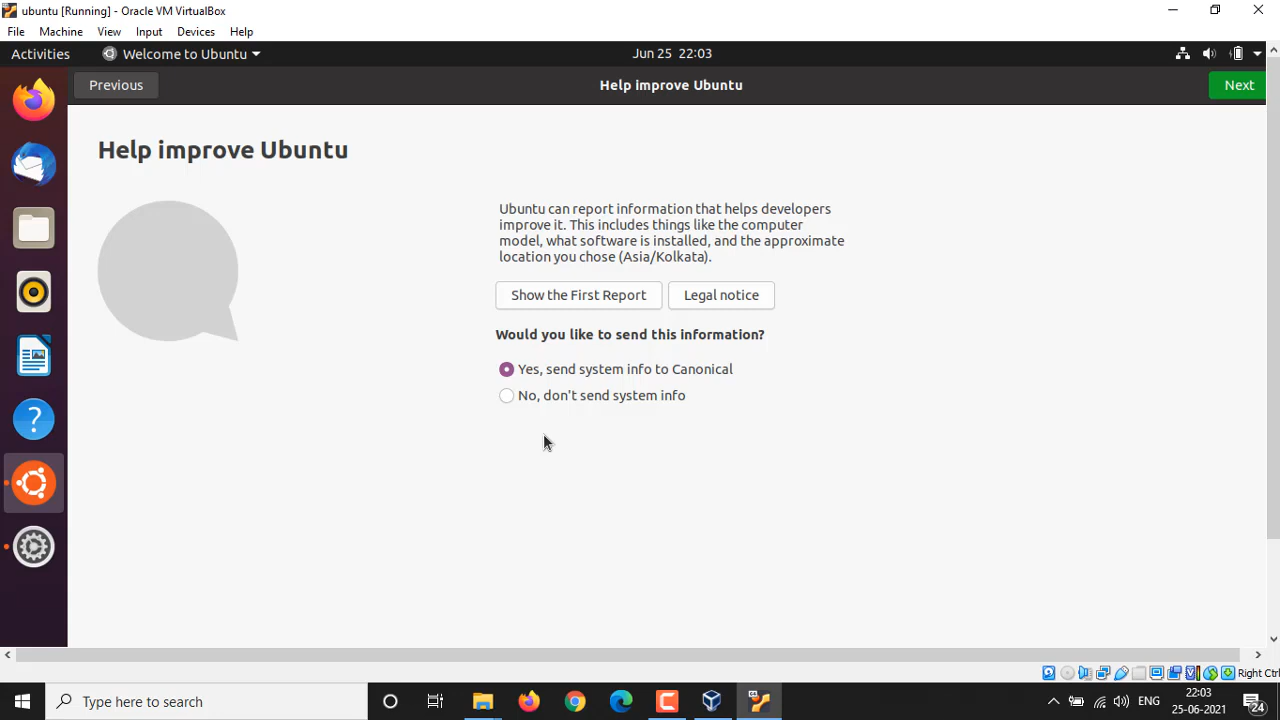 ubuntu [Running] - Oracle VM VirtualBox
File Machine View Input Devices Help
Activities Welcome to Ubuntu Jun 25 22:03
Previous Help improve Ubuntu Next
Help improve Ubuntu
Ubuntu can report information that helps developers
improve it. This includes things like the computer
model, what software is installed, and the approximate
location you chose (Asia/Kolkata).
Show the First Report Legal notice
Would you like to send this information?
Yes, send system info to Canonical
No, don't send system info
Right Ctrl
Type here to search
ENG
22:03
25-06-2021
24